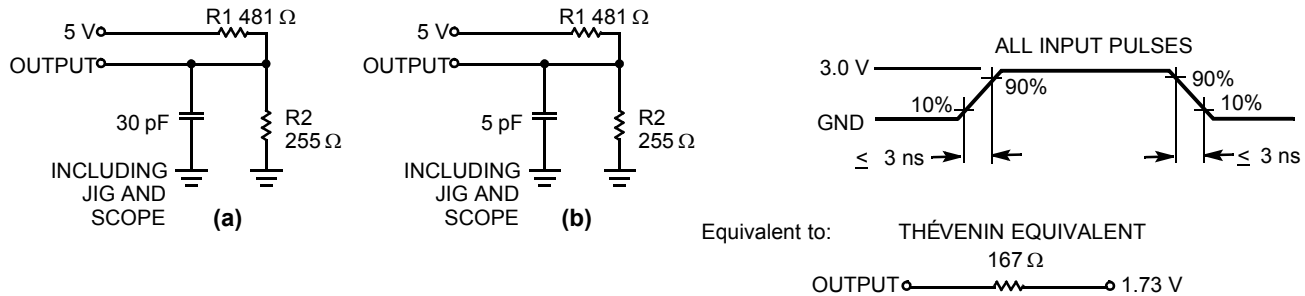 R1 481 Ω
5 V
OUTPUT
30 pF
R2
255 Ω
INCLUDING
JIG AND
SCOPE
(a)
R1 481 Ω
5 V
OUTPUT
5 pF
R2
255 Ω
INCLUDING
JIG AND
SCOPE
(b)
ALL INPUT PULSES
3.0 V
90%
90%
10%
10%
GND
≤ 3 ns
≤ 3 ns
Equivalent to: THÉVENIN EQUIVALENT
167 Ω
OUTPUT 1.73 V